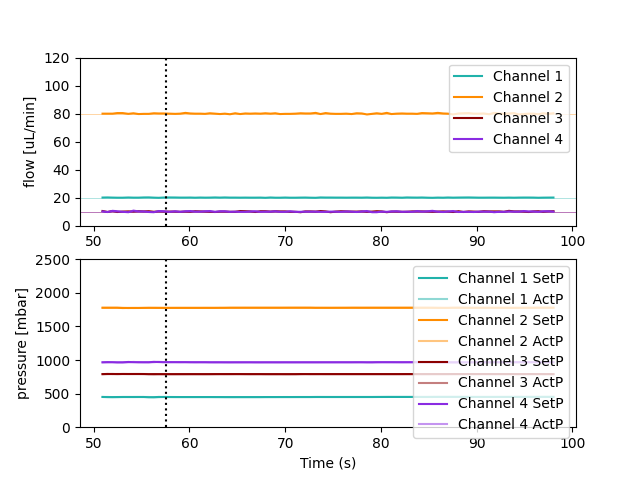 120
100
80
60
40
20
0
flow [uL/min]
Channel 1
Channel 2
Channel 3
Channel 4
50 60 70 80 90 100
2500
2000
1500
1000
500
0
pressure [mbar]
Channel 1 SetP
Channel 1 ActP
Channel 2 SetP
Channel 2 ActP
Channel 3 SetP
Channel 3 ActP
Channel 4 SetP
Channel 4 ActP
50 60 70 80 90 100
Time (s)